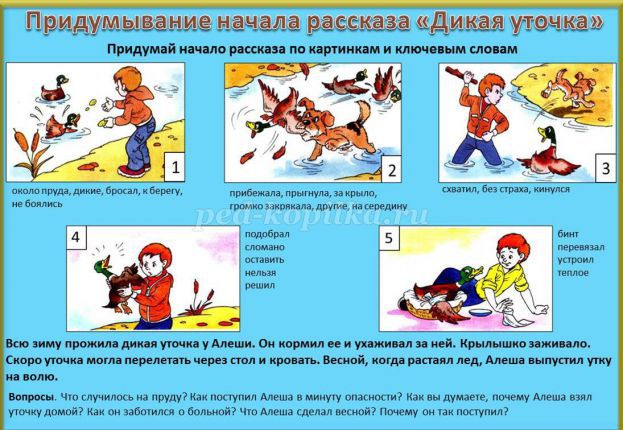 Придумывание начала рассказа «Дикая уточка»
Придумай начало рассказа по картинкам и ключевым словам
1
около пруда, дикие, бросал, к берегу,
не боялись
2
прибежала, прыгнула, за крыло,
громко закрякала, другие, на середину
3
схватил, без страха, кинулся
ped-kopilka.ru
4
подобрал
сломано
оставить
нельзя
решил
5
бинт
перевязал
устроил
теплое
Всю зиму прожила дикая уточка у Алеши. Он кормил ее и ухаживал за ней. Крылышко заживало.
Скоро уточка могла перелетать через стол и кровать. Весной, когда растаял лед, Алеша выпустил утку
на волю.
Вопросы. Что случилось на пруду? Как поступил Алеша в минуту опасности? Как вы думаете, почему Алеша взял
уточку домой? Как он заботился о больной? Что Алеша сделал весной? Почему он так поступил?